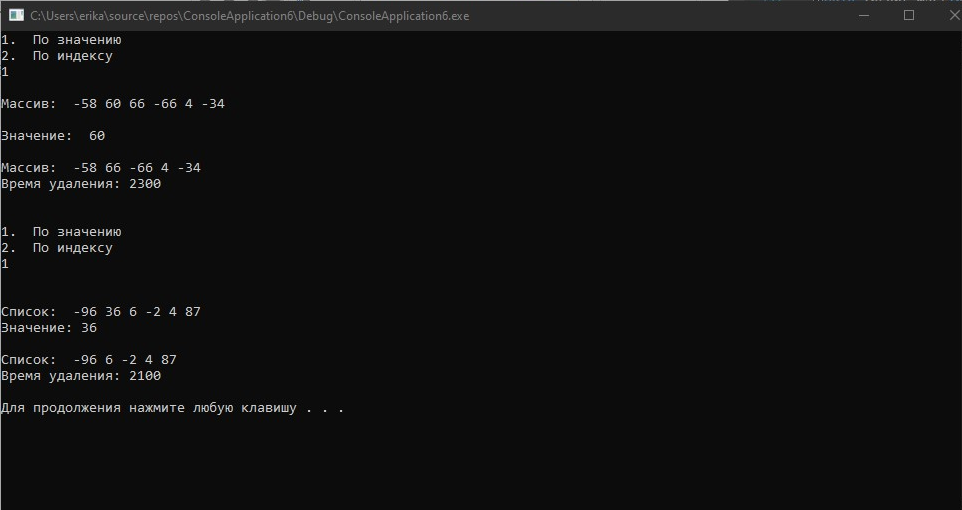 C:\Users\erika\source\repos\ConsoleApplication6\Debug\ConsoleApplication6.exe
1.  По значению
2.  По индексу
1
Массив:  -58 60 66 -66 4 -34
Значение:  60
Массив:  -58 66 -66 4 -34
Время удаления: 2300
1.  По значению
2.  По индексу
1
Список:  -96 36 6 -2 4 87
Значение: 36
Список:  -96 6 -2 4 87
Время удаления: 2100
Для продолжения нажмите любую клавишу . . .